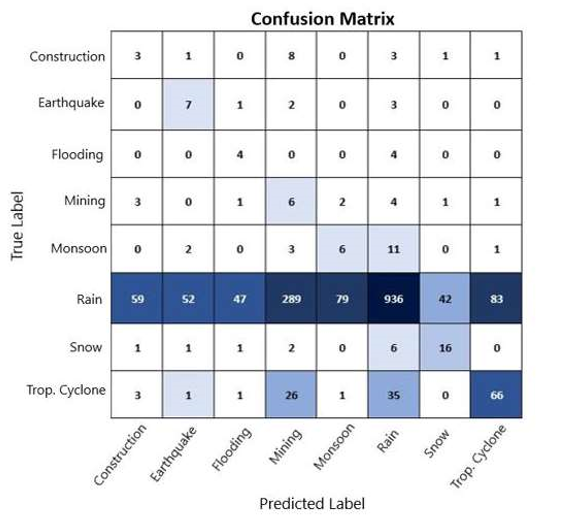 Confusion Matrix
Construction 3 1 0 8 0 3 1 1
Earthquake 0 7 1 2 0 3 0 0
Flooding 0 0 4 0 0 4 0 0
Mining 3 0 1 6 2 4 1 1
Monsoon 0 2 0 3 6 11 0 1
Rain 59 52 47 289 79 936 42 83
Snow 1 1 1 2 0 6 16 0
Trop. Cyclone 3 1 1 26 1 35 0 66
True Label
Construction Earthquake Flooding Mining Monsoon Rain Snow Trop. Cyclone
Predicted Label